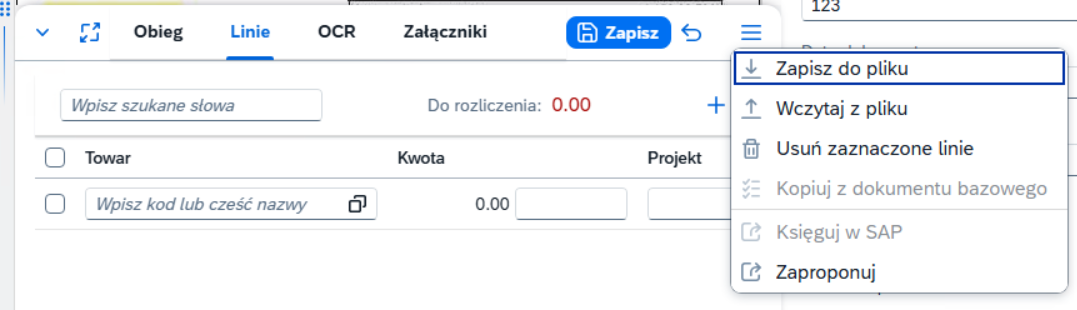 123
Obieg Linie OCR Załączniki Zapisz
Zapisz do pliku
Wpisz szukane słowa Do rozliczenia: 0.00 +
Wczytaj z pliku
Towar Kwota Projekt
Usuń zaznaczone linie
Kopiuj z dokumentu bazowego
Wpisz kod lub cześć nazwy 0.00
Księguj w SAP
Zaproponuj